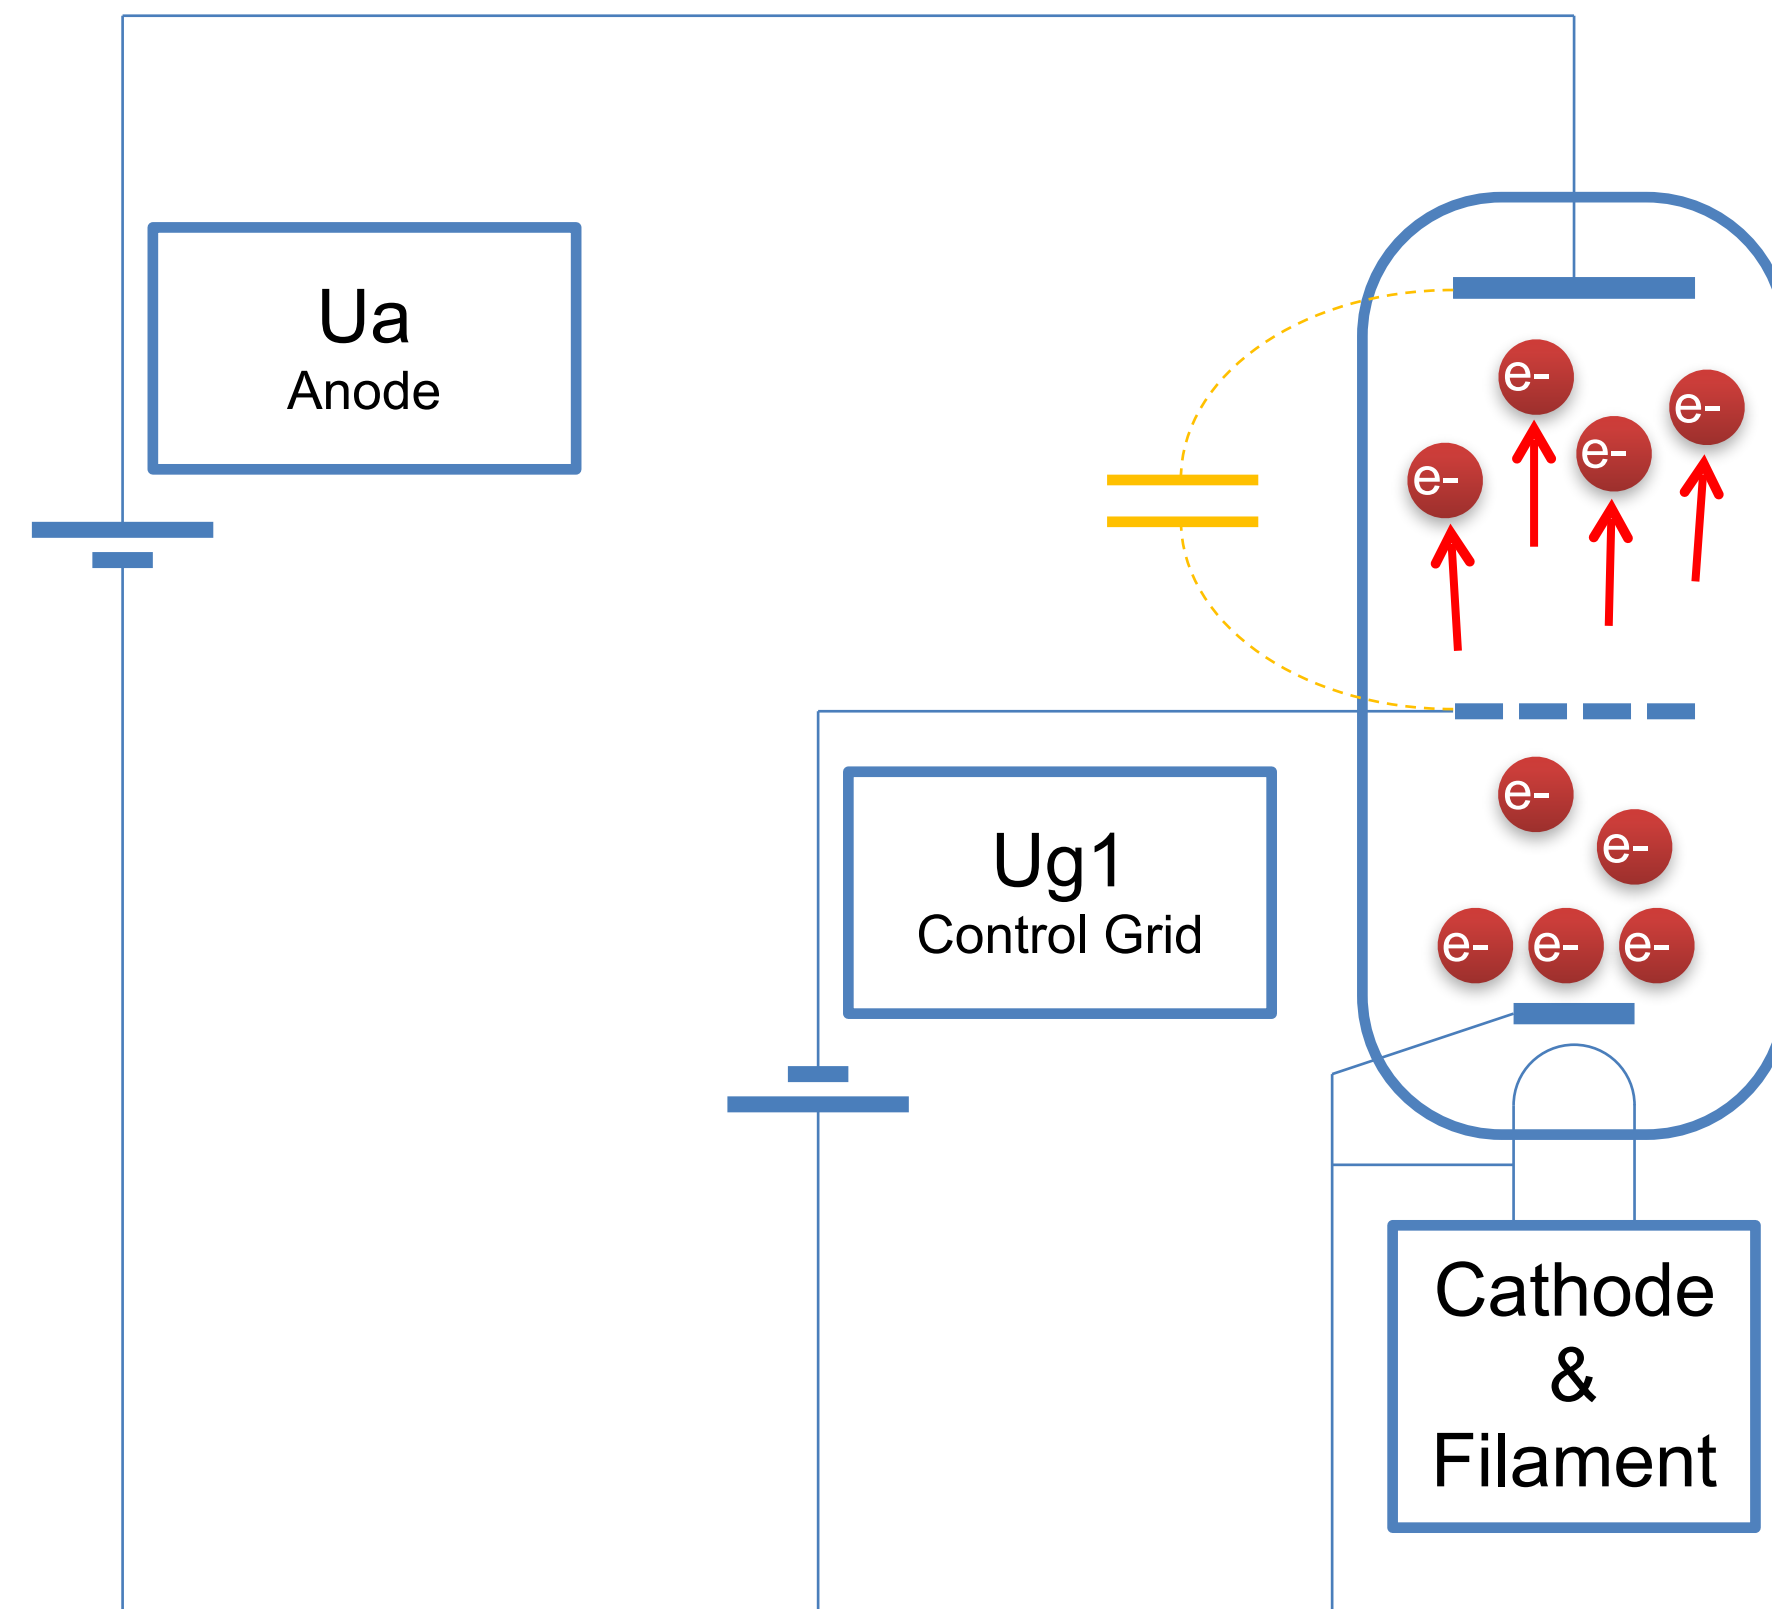 Ua
Anode
e-
e-
e-
e-
Ug1
Control Grid
e-
e-
e- e- e-
Cathode
&
Filament